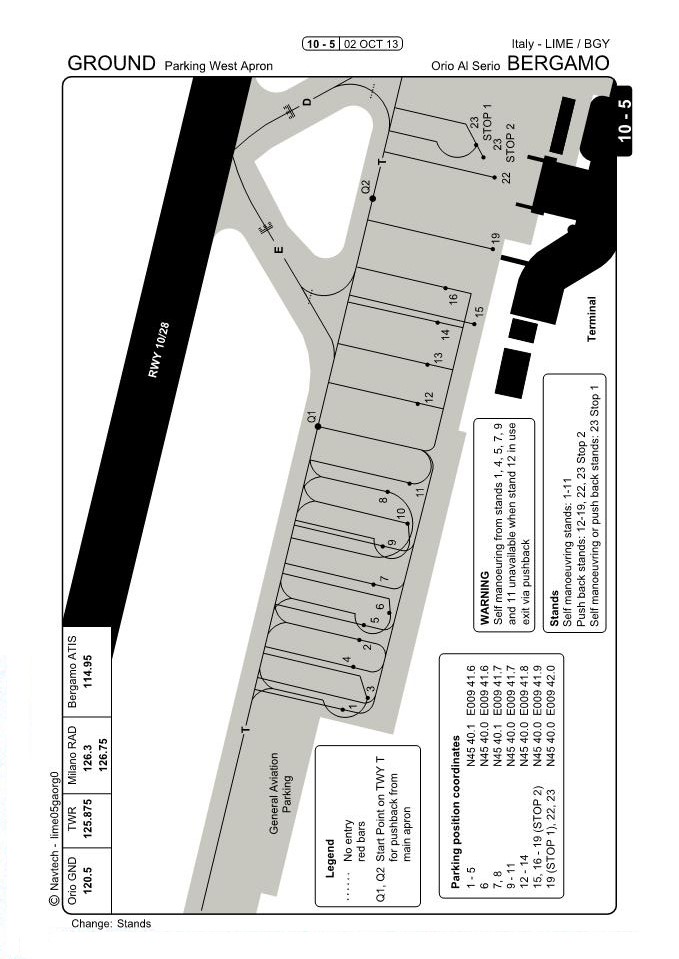 10 - 5 | 02 OCT 13
Italy - LIME / BGY
GROUND Parking West Apron
Orio Al Serio BERGAMO
10 - 5
© Navtech - lime05gaorg0
Orio GND
120.5
TWR
125.875
Milano RAD
126.3
126.75
Bergamo ATIS
114.95
RWY 10/28
D
E
T
T
Q2
Q1
23
STOP 1
23
STOP 2
22
19
16
15
14
13
12
11
8
10
9
7
6
5
2
4
3
1
Terminal
General Aviation
Parking
Legend
...... No entry
red bars
Q1, Q2 Start Point on TWY T
for pushback from
main apron
WARNING
Self manoeuring from stands 1, 4, 5, 7, 9
and 11 unavailable when stand 12 in use
exit via pushback
Stands
Self manoeuvring stands: 1-11
Push back stands: 12-19, 22, 23 Stop 2
Self manoeuvring or push back stands: 23 Stop 1
Parking position coordinates
1 - 5 N45 40.1 E009 41.6
6 N45 40.0 E009 41.6
7, 8 N45 40.1 E009 41.7
9 - 11 N45 40.0 E009 41.7
12 - 14 N45 40.0 E009 41.8
15, 16 - 19 (STOP 2) N45 40.0 E009 41.9
19 (STOP 1), 22, 23 N45 40.0 E009 42.0
Change: Stands